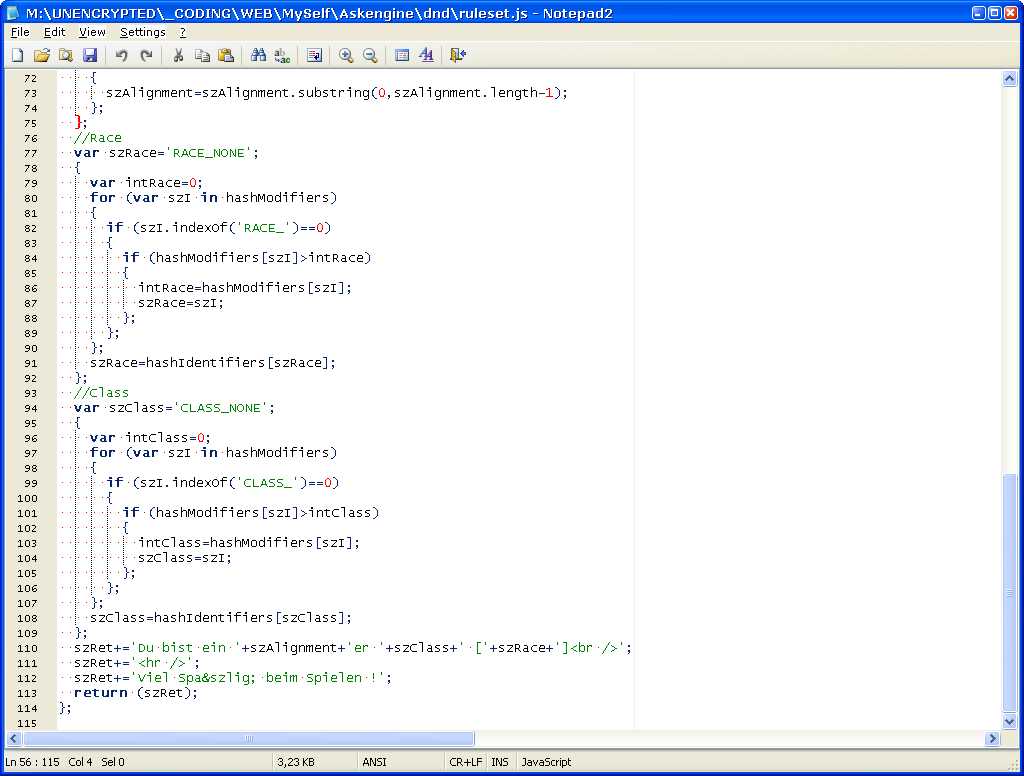 M:\UNENCRYPTED\_CODING\WEB\MySelf\Askengine\dnd\ruleset.js - Notepad2
File Edit View Settings ?
72 {
73 szAlignment=szAlignment.substring(0,szAlignment.length-1);
74 };
75 };
76 //Race
77 var szRace='RACE_NONE';
78 {
79 var intRace=0;
80 for (var szI in hashModifiers)
81 {
82 if (szI.indexOf('RACE_')==0)
83 {
84 if (hashModifiers[szI]>intRace)
85 {
86 intRace=hashModifiers[szI];
87 szRace=szI;
88 };
89 };
90 };
91 szRace=hashIdentifiers[szRace];
92 };
93 //Class
94 var szClass='CLASS_NONE';
95 {
96 var intClass=0;
97 for (var szI in hashModifiers)
98 {
99 if (szI.indexOf('CLASS_')==0)
100 {
101 if (hashModifiers[szI]>intClass)
102 {
103 intClass=hashModifiers[szI];
104 szClass=szI;
105 };
106 };
107 };
108 szClass=hashIdentifiers[szClass];
109 };
110 szRet+='Du bist ein '+szAlignment+'er '+szClass+' ['+szRace+']<br />';
111 szRet+='<hr />';
112 szRet+='Viel Spa&szlig; beim Spielen !';
113 return (szRet);
114 };
115
Ln 56 : 115 Col 4 Sel 0 3,23 KB ANSI CR+LF INS JavaScript